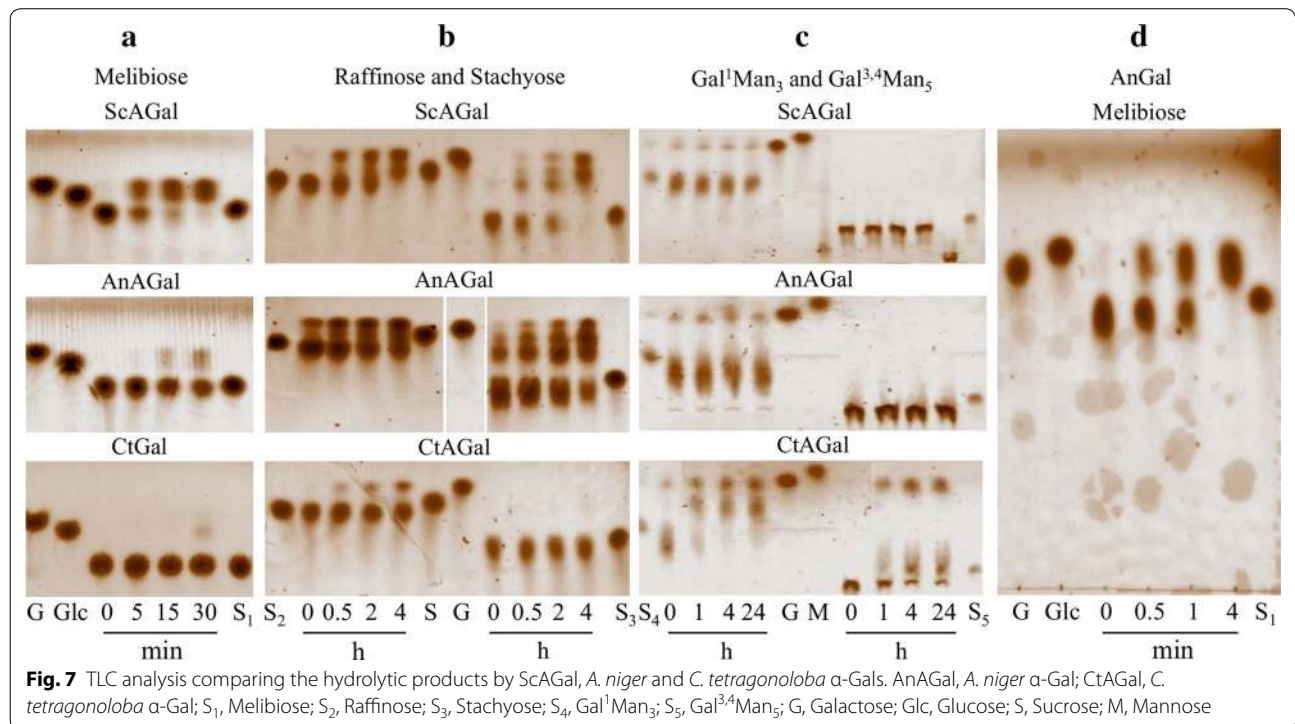 a b c d
Melibiose Raffinose and Stachyose Gal¹Man₃ and Gal³,⁴Man₅ AnGal
ScAGal ScAGal ScAGal Melibiose
AnAGal AnAGal AnAGal
CtGal CtAGal CtAGal
G Glc 0 5 15 30 S₁ S₂ 0 0.5 2 4 S G 0 0.5 2 4 S₃ S₄ 0 1 4 24 G M 0 1 4 24 S₅ G Glc 0 0.5 1 4 S₁
min h h h h min
Fig. 7 TLC analysis comparing the hydrolytic products by ScAGal, A. niger and C. tetragonoloba α-Gals. AnAGal, A. niger α-Gal; CtAGal, C.
tetragonoloba α-Gal; S₁, Melibiose; S₂, Raffinose; S₃, Stachyose; S₄, Gal¹Man₃; S₅, Gal³,⁴Man₅; G, Galactose; Glc, Glucose; S, Sucrose; M, Mannose